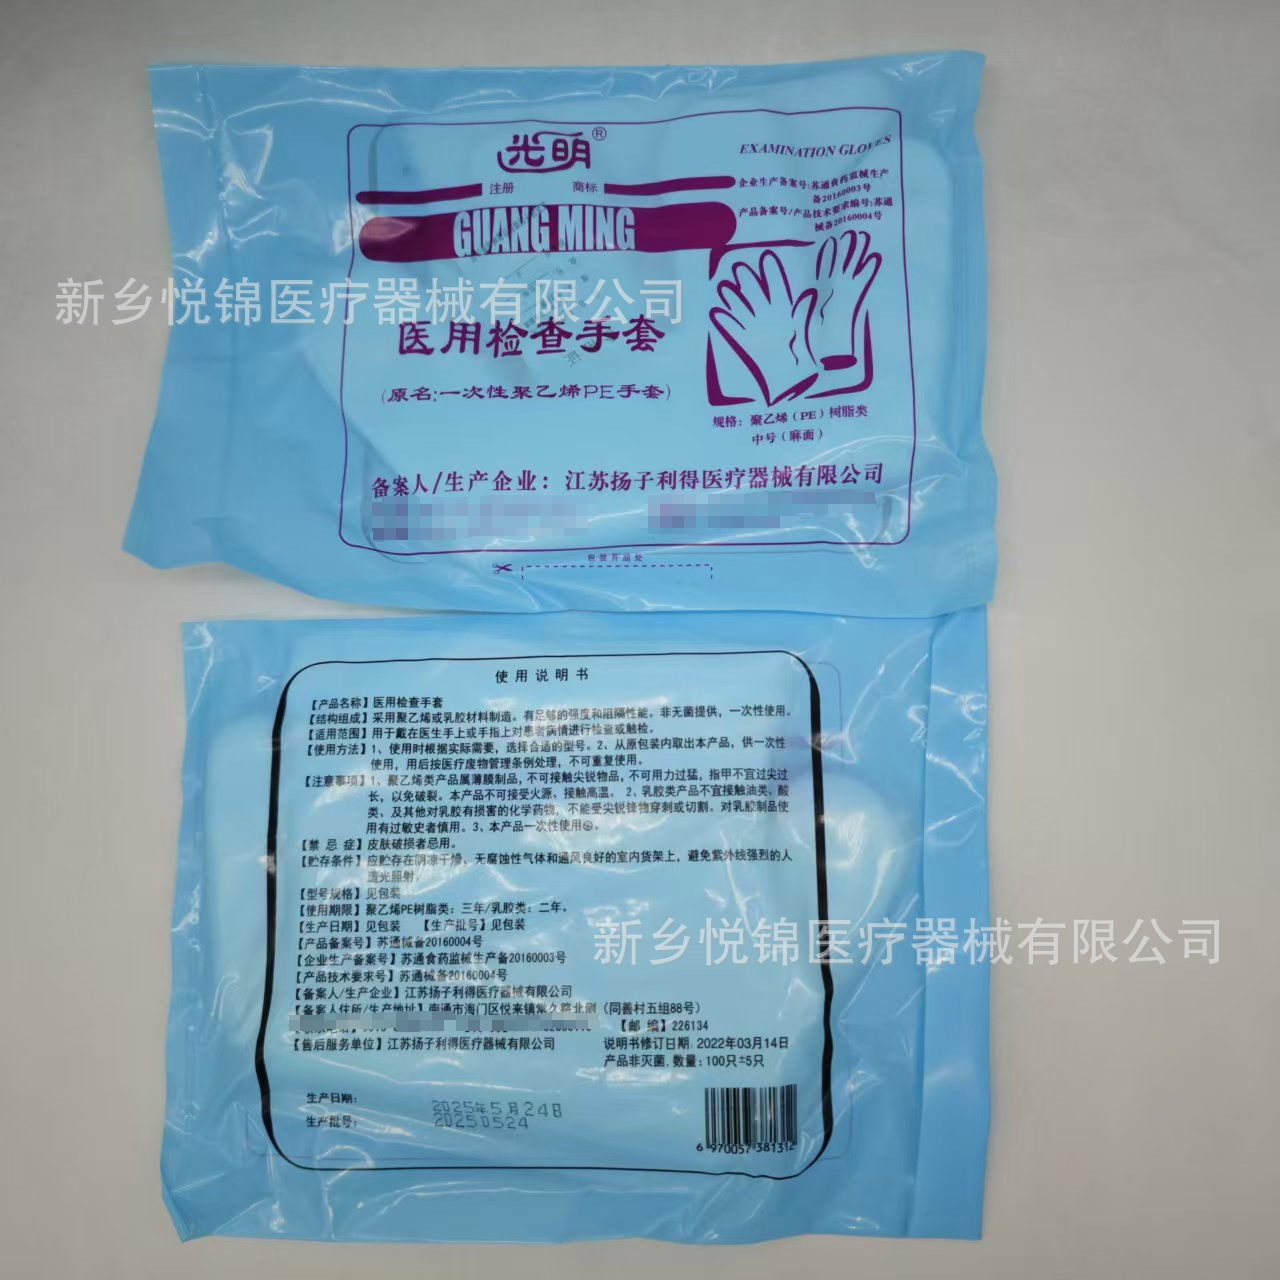 光明®
注册 商标
GUANG MING
EXAMINATION GLOVES
企业生产备案号:苏通食药监械生产
备20160003号
产品备案号/产品技术要求编号:苏通
械备20160004号
新乡悦锦医疗器械有限公司
医用检查手套
(原名:一次性聚乙烯PE手套)
规格：聚乙烯（PE）树脂类
中号（麻面）
备案人/生产企业：江苏扬子利得医疗器械有限公司
包装开启处
使用说明书
【产品名称】医用检查手套
【结构组成】采用聚乙烯或乳胶材料制造。有足够的强度和阻隔性能。非无菌提供，一次性使用。
【适用范围】用于戴在医生手上或手指上对患者病情进行检查或触检。
【使用方法】1、使用时根据实际需要，选择合适的型号。2、从原包装内取出本产品，供一次性
使用，用后按医疗废物管理条例处理，不可重复使用。
【注意事项】1、聚乙烯类产品属薄膜制品，不可接触尖锐物品，不可用力过猛，指甲不宜过尖过
长，以免破裂。本产品不可接受火源、接触高温。 2、乳胶类产品不宜接触油类、酸
类、及其他对乳胶有损害的化学药物，不能受尖锐锋物穿刺或切割。对乳胶制品使
用有过敏史者慎用。3、本产品一次性使用。
【禁忌症】皮肤破损者忌用。
【贮存条件】应贮存在阴凉干燥、无腐蚀性气体和通风良好的室内货架上，避免紫外线强烈的人
造光照射。
【型号规格】见包装
【使用期限】聚乙烯PE树脂类：三年/乳胶类：二年。
【生产日期】见包装 【生产批号】见包装
【产品备案号】苏通械备20160004号
【企业生产备案号】苏通食药监械生产备20160003号
【产品技术要求号】苏通械备20160004号
【备案人/生产企业】江苏扬子利得医疗器械有限公司
【备案人住所/生产地址】南通市海门区悦来镇常久路北侧（同善村五组88号）
【邮 编】226134
【售后服务单位】江苏扬子利得医疗器械有限公司
说明书修订日期：2022年03月14日
产品非灭菌,数量：100只±5只
新乡悦锦医疗器械有限公司
生产日期： 2025年5月24日
生产批号： 20250524
6 970057 381312